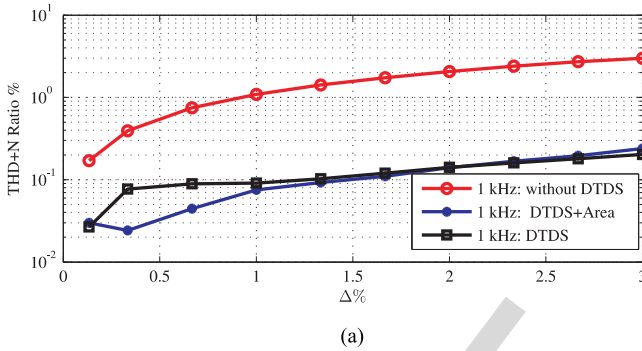 10^1
10^0
10^-1
10^-2
THD+N Ratio %
1 kHz: without DTDS
1 kHz: DTDS+Area
1 kHz: DTDS
0 0.5 1 1.5 2 2.5 3
Δ%
(a)